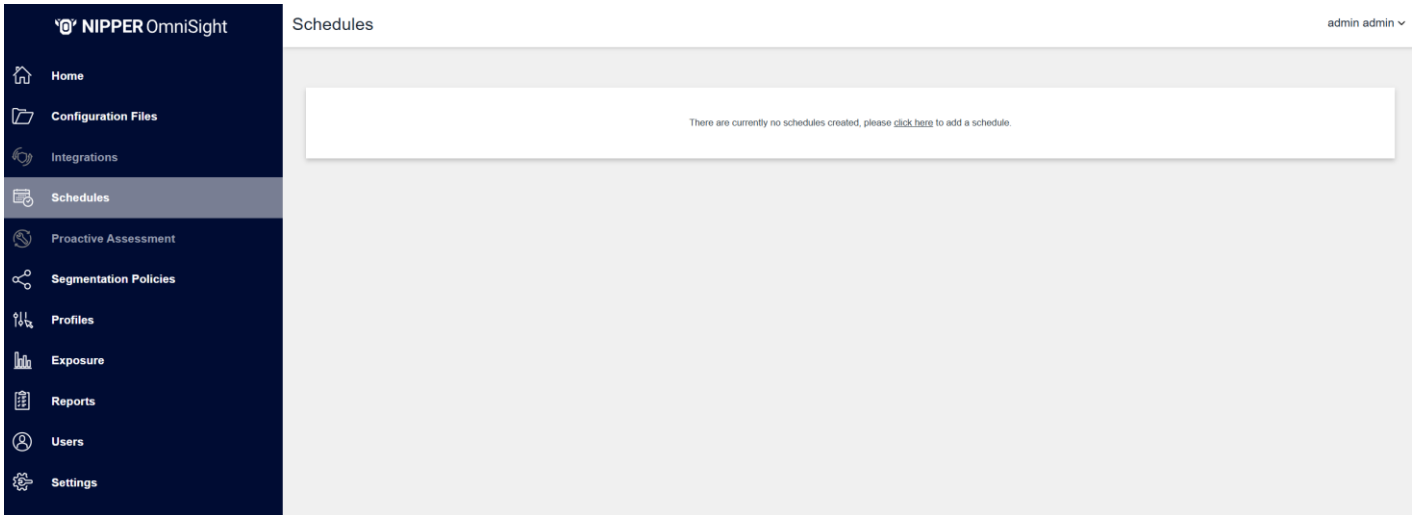 NIPPER OmniSight
Schedules
admin admin
Home
Configuration Files
Integrations
Schedules
Proactive Assessment
Segmentation Policies
Profiles
Exposure
Reports
Users
Settings
There are currently no schedules created, please click here to add a schedule.